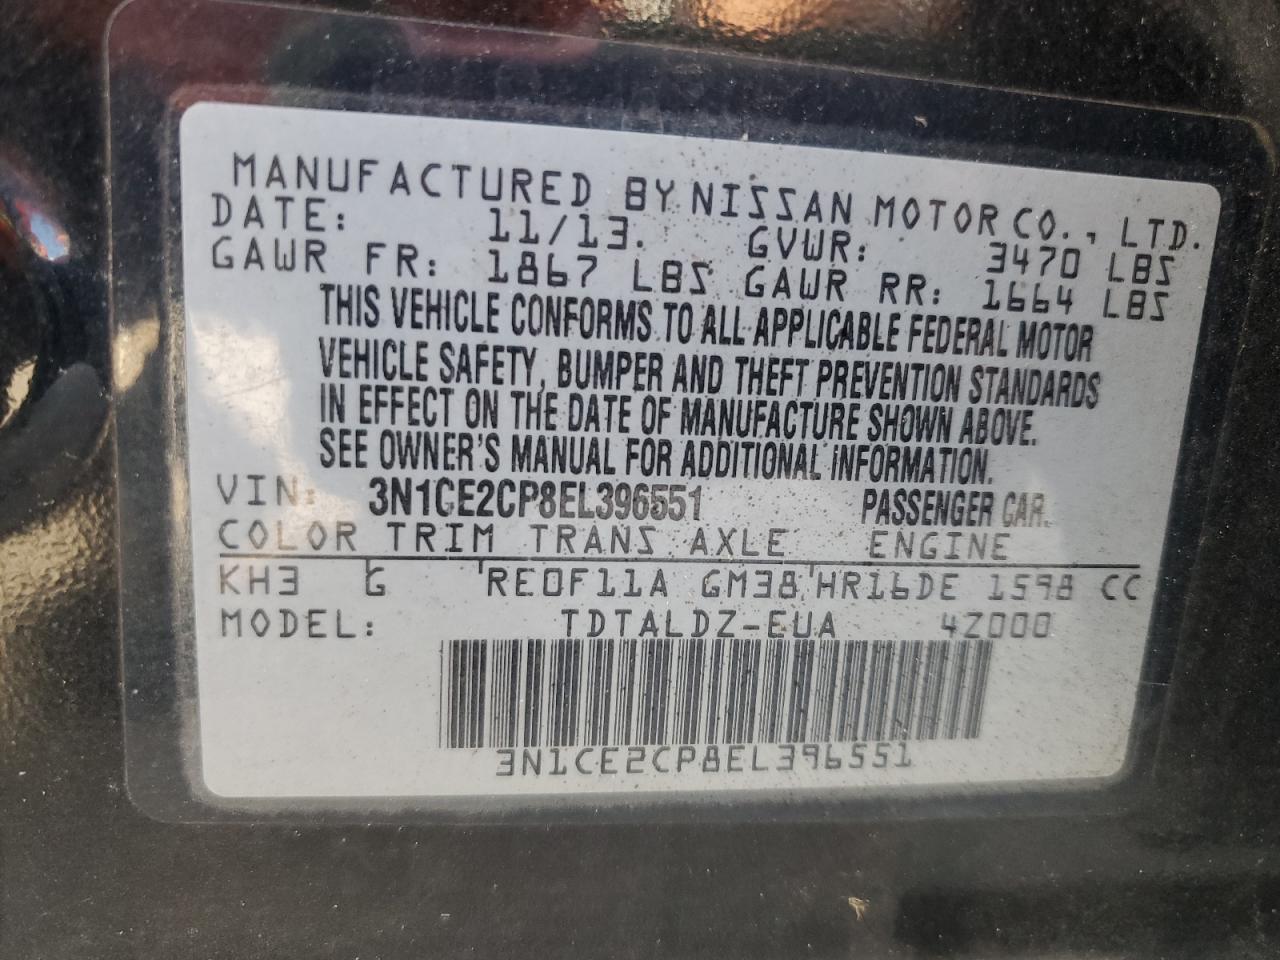 MANUFACTURED BY NISSAN MOTOR CO., LTD.
DATE: 11/13. GVWR: 3470 LBS
GAWR FR: 1867 LBS GAWR RR: 1664 LBS
THIS VEHICLE CONFORMS TO ALL APPLICABLE FEDERAL MOTOR
VEHICLE SAFETY, BUMPER AND THEFT PREVENTION STANDARDS
IN EFFECT ON THE DATE OF MANUFACTURE SHOWN ABOVE.
SEE OWNER'S MANUAL FOR ADDITIONAL INFORMATION.
VIN: 3N1CE2CP8EL396551 PASSENGER CAR.
COLOR TRIM TRANS AXLE ENGINE
KH3 G RE0F11A GM38 HR16DE 1598 CC
MODEL: TDTALDZ-EUA 4Z000
3N1CE2CP8EL396551